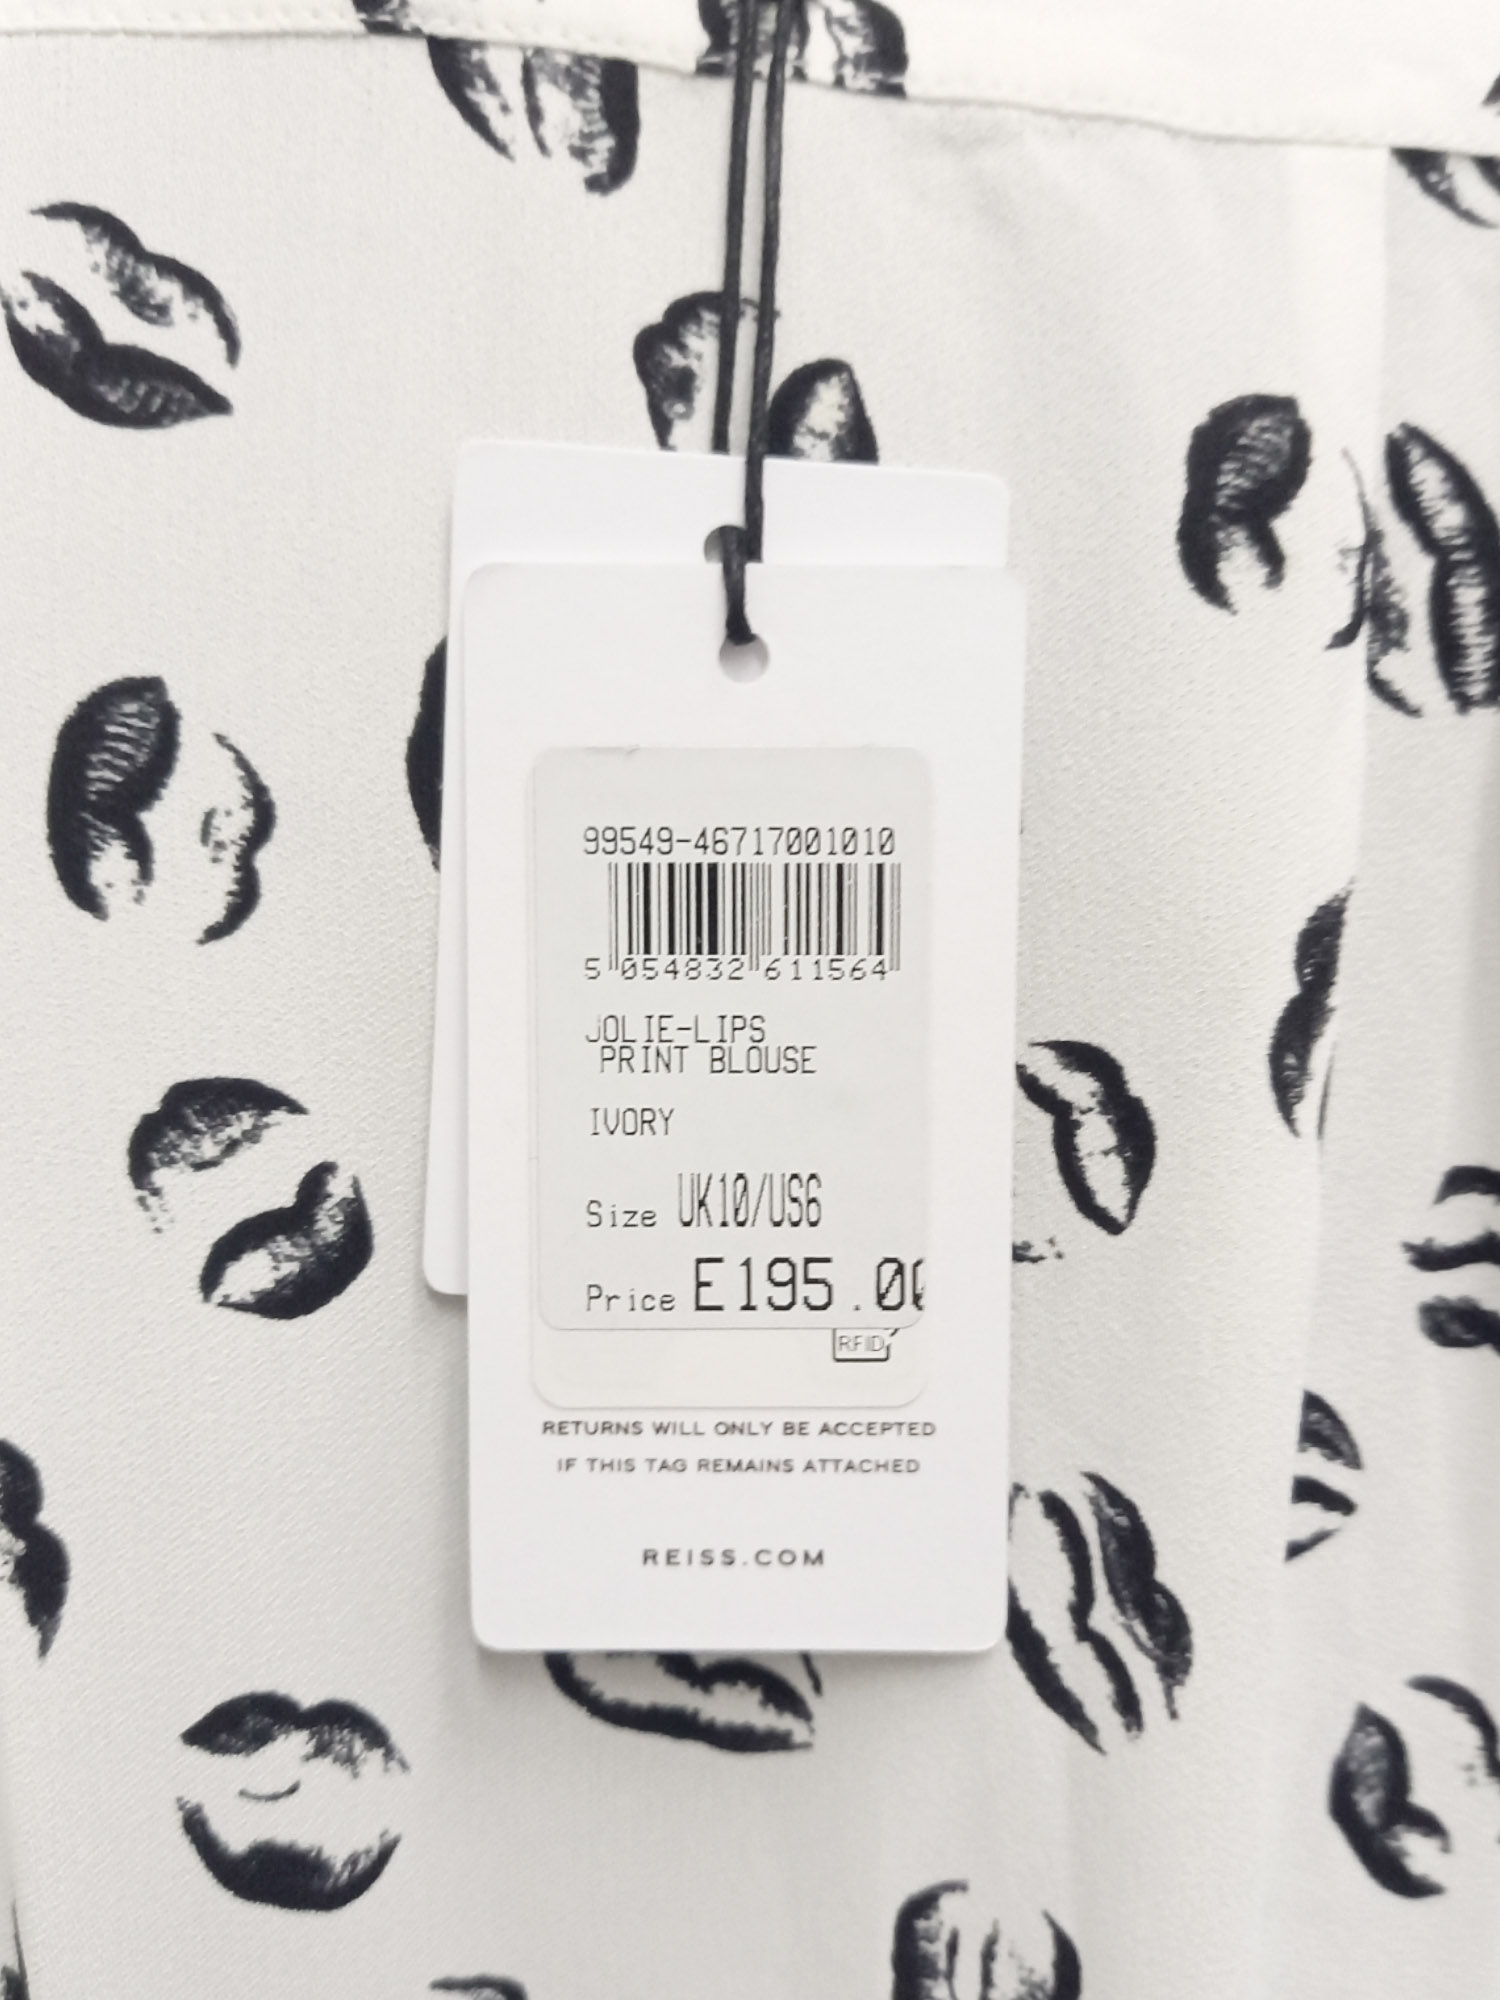 99549-46717001010
5 054832 611564
JOLIE-LIPS
PRINT BLOUSE
IVORY
Size UK10/US6
Price E195.00
RFID
RETURNS WILL ONLY BE ACCEPTED
IF THIS TAG REMAINS ATTACHED
REISS.COM